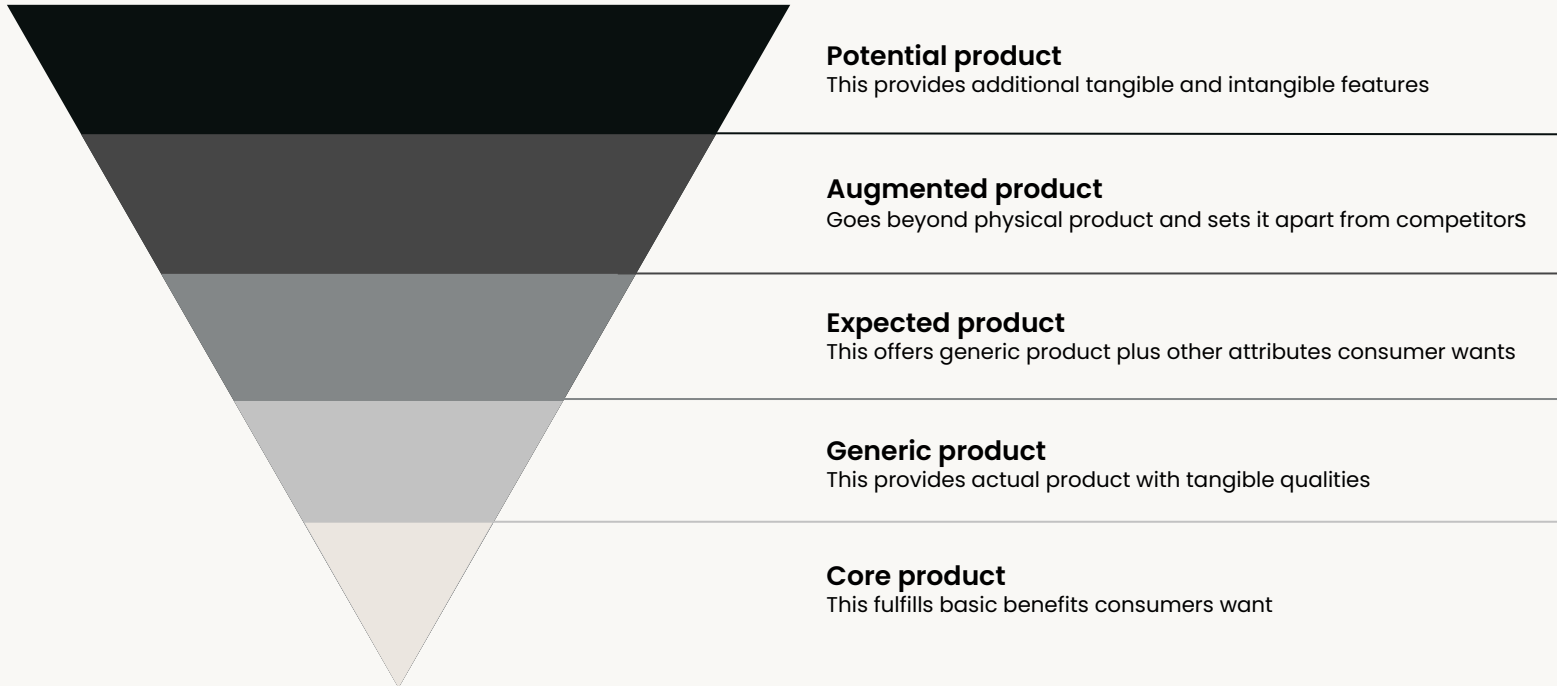 Potential product
This provides additional tangible and intangible features
Augmented product
Goes beyond physical product and sets it apart from competitors
Expected product
This offers generic product plus other attributes consumer wants
Generic product
This provides actual product with tangible qualities
Core product
This fulfills basic benefits consumers want